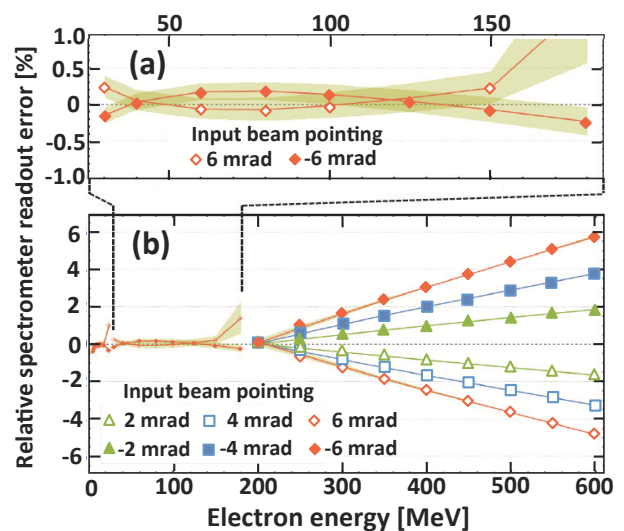 50 100 150
Relative spectrometer readout error [%]
1.0
0.5
0
-0.5
-1.0
(a)
Input beam pointing
6 mrad -6 mrad
6
4
2
0
-2
-4
-6
(b)
Input beam pointing
2 mrad 4 mrad 6 mrad
-2 mrad -4 mrad -6 mrad
0 100 200 300 400 500 600
Electron energy [MeV]